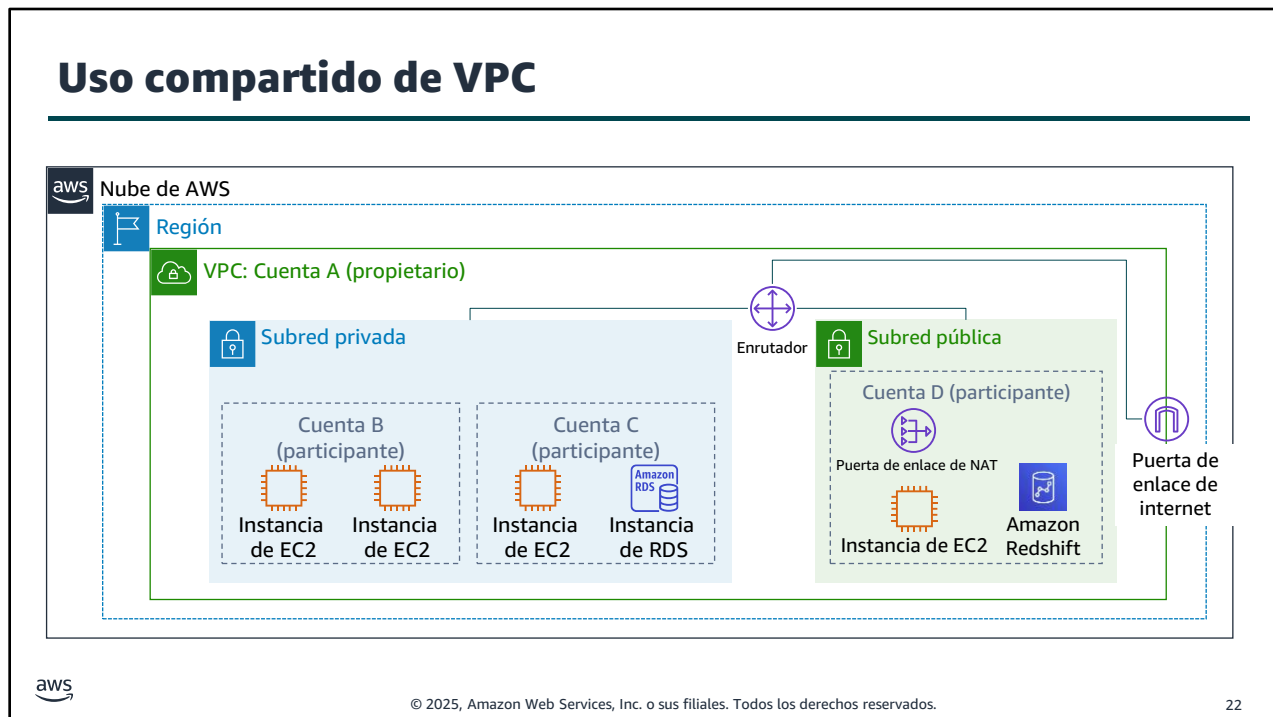 Uso compartido de VPC
aws
Nube de AWS
Región
VPC: Cuenta A (propietario)
Subred privada
Enrutador
Subred pública
Cuenta B
(participante)
Instancia
de EC2
Instancia
de EC2
Cuenta C
(participante)
Instancia
de EC2
Amazon
RDS
Instancia
de RDS
Cuenta D (participante)
Puerta de enlace de NAT
Instancia de EC2
Amazon
Redshift
Puerta de
enlace de
internet
aws
© 2025, Amazon Web Services, Inc. o sus filiales. Todos los derechos reservados.
22